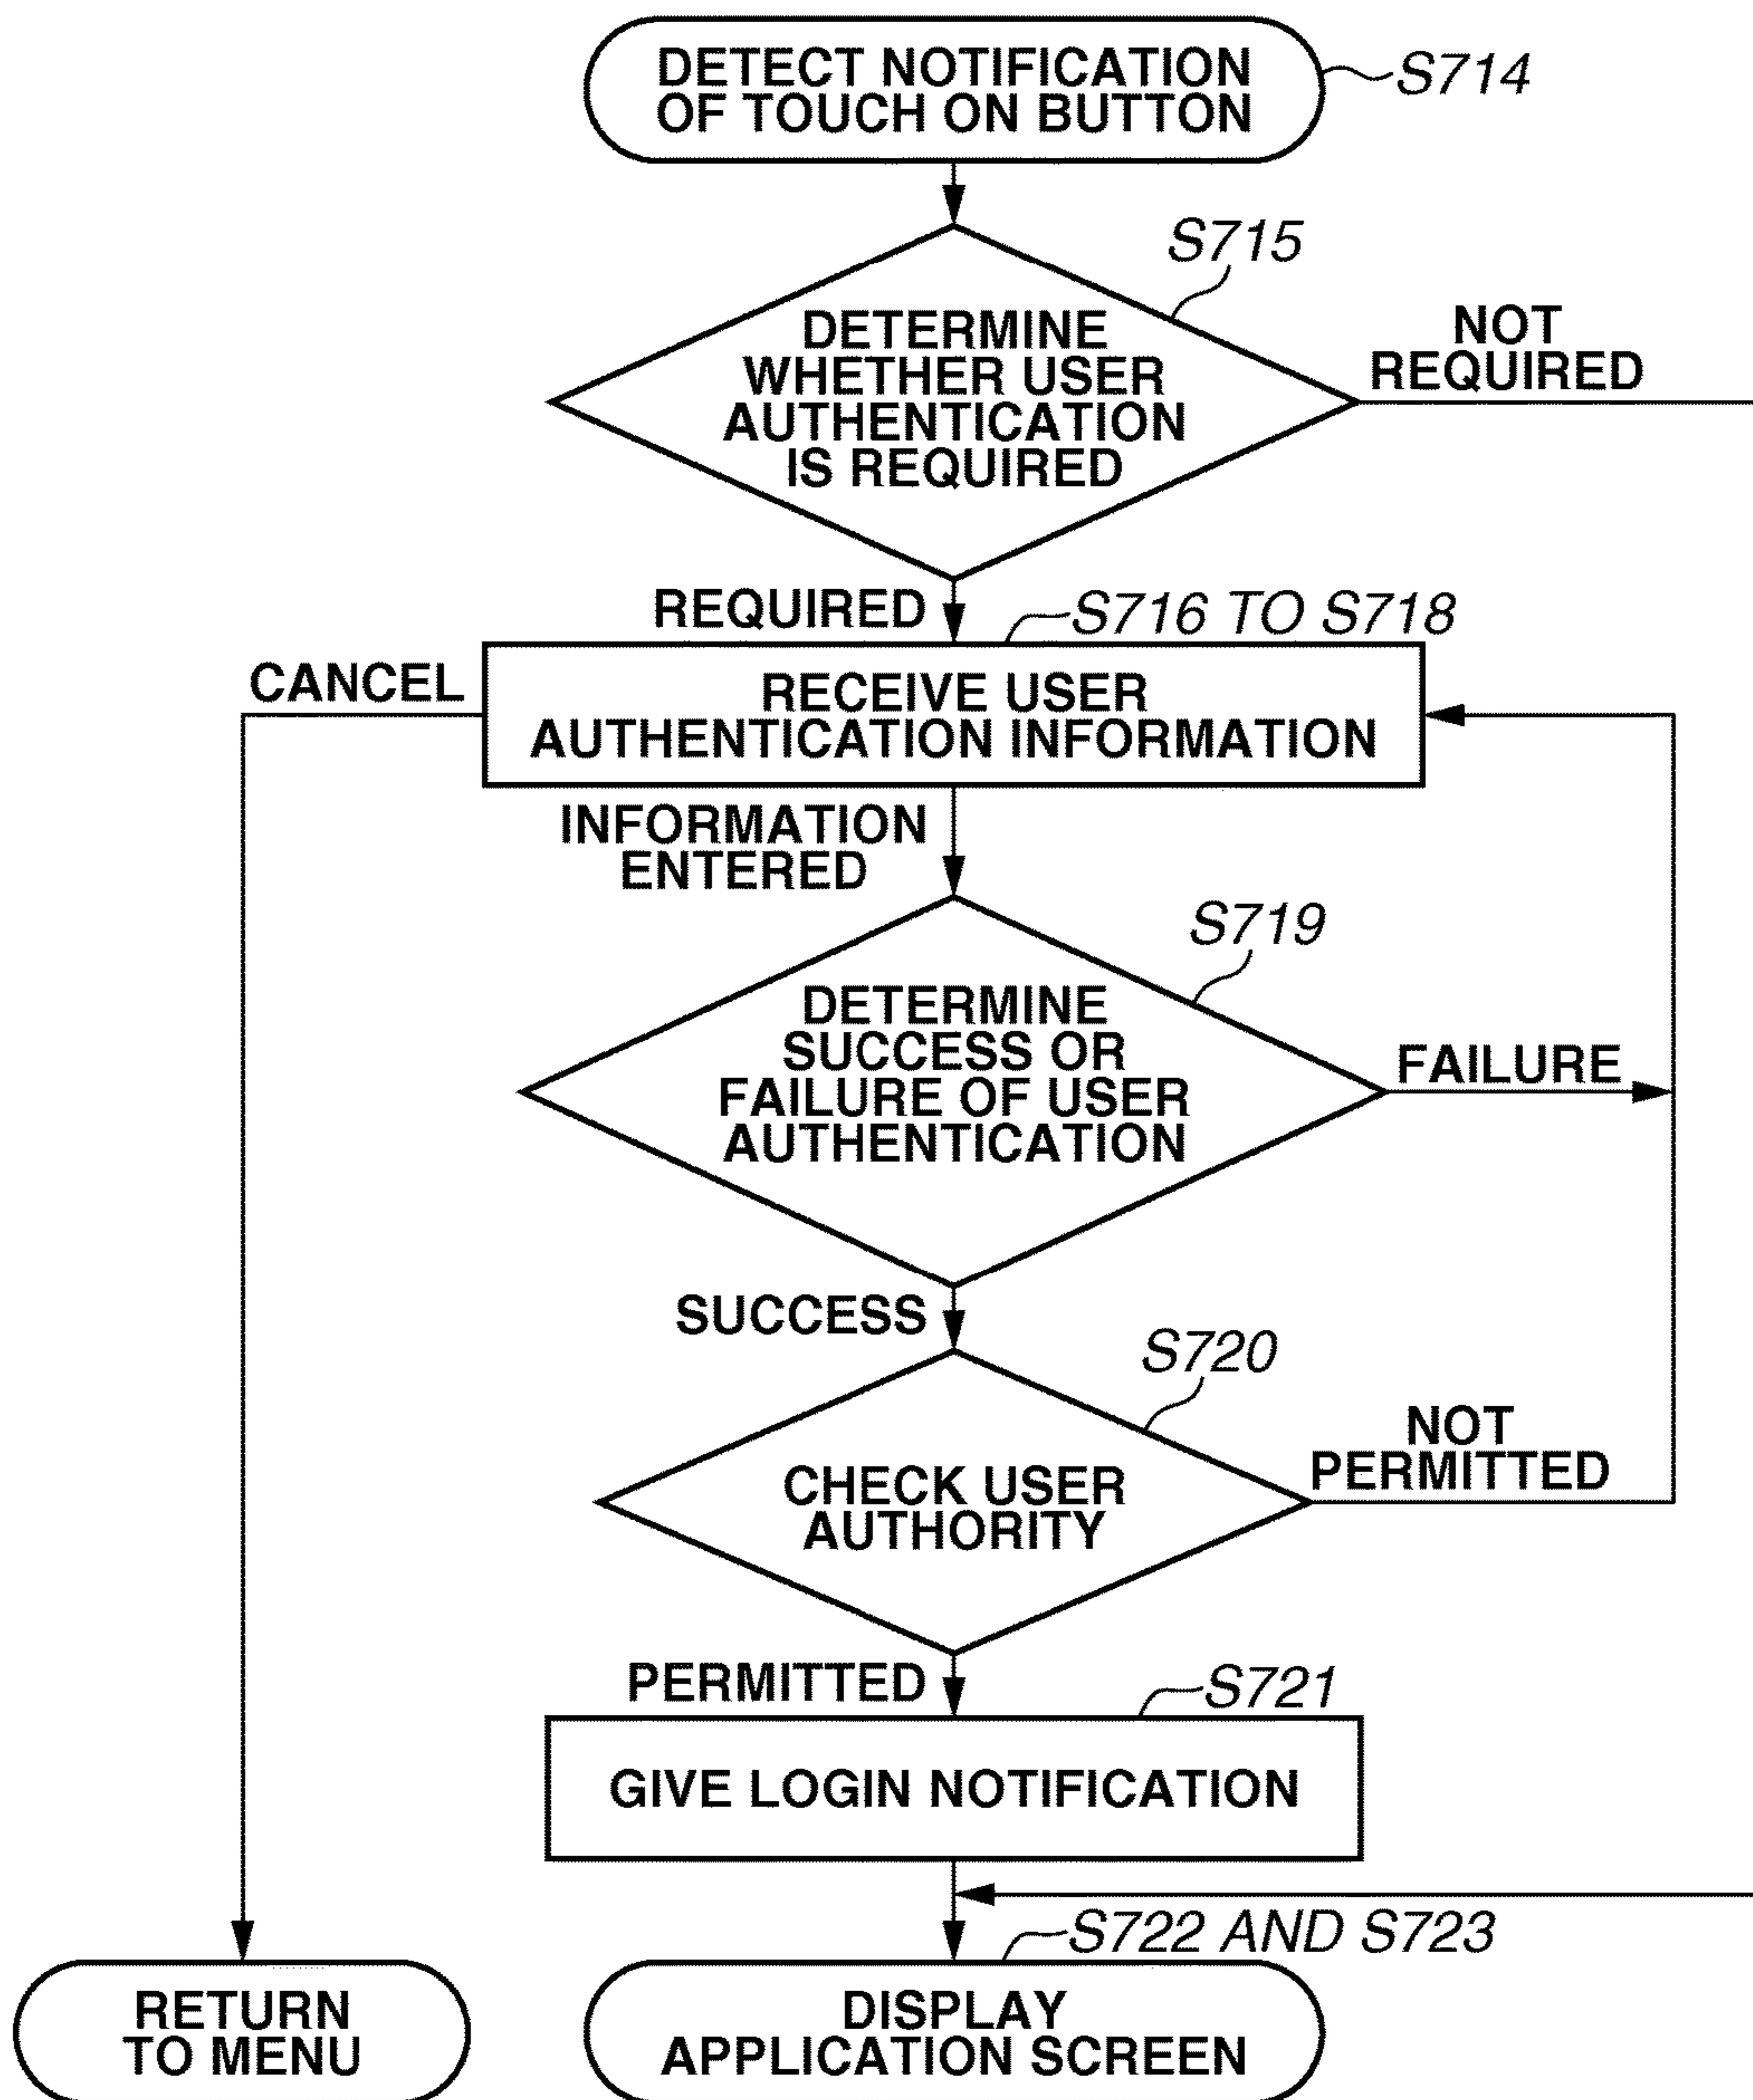 DETECT NOTIFICATION
OF TOUCH ON BUTTON
S714
S715
DETERMINE
WHETHER USER
AUTHENTICATION
IS REQUIRED
NOT
REQUIRED
REQUIRED
S716 TO S718
CANCEL
RECEIVE USER
AUTHENTICATION INFORMATION
INFORMATION
ENTERED
S719
DETERMINE
SUCCESS OR
FAILURE OF USER
AUTHENTICATION
FAILURE
SUCCESS
S720
CHECK USER
AUTHORITY
NOT
PERMITTED
PERMITTED
S721
GIVE LOGIN NOTIFICATION
S722 AND S723
RETURN
TO MENU
DISPLAY
APPLICATION SCREEN